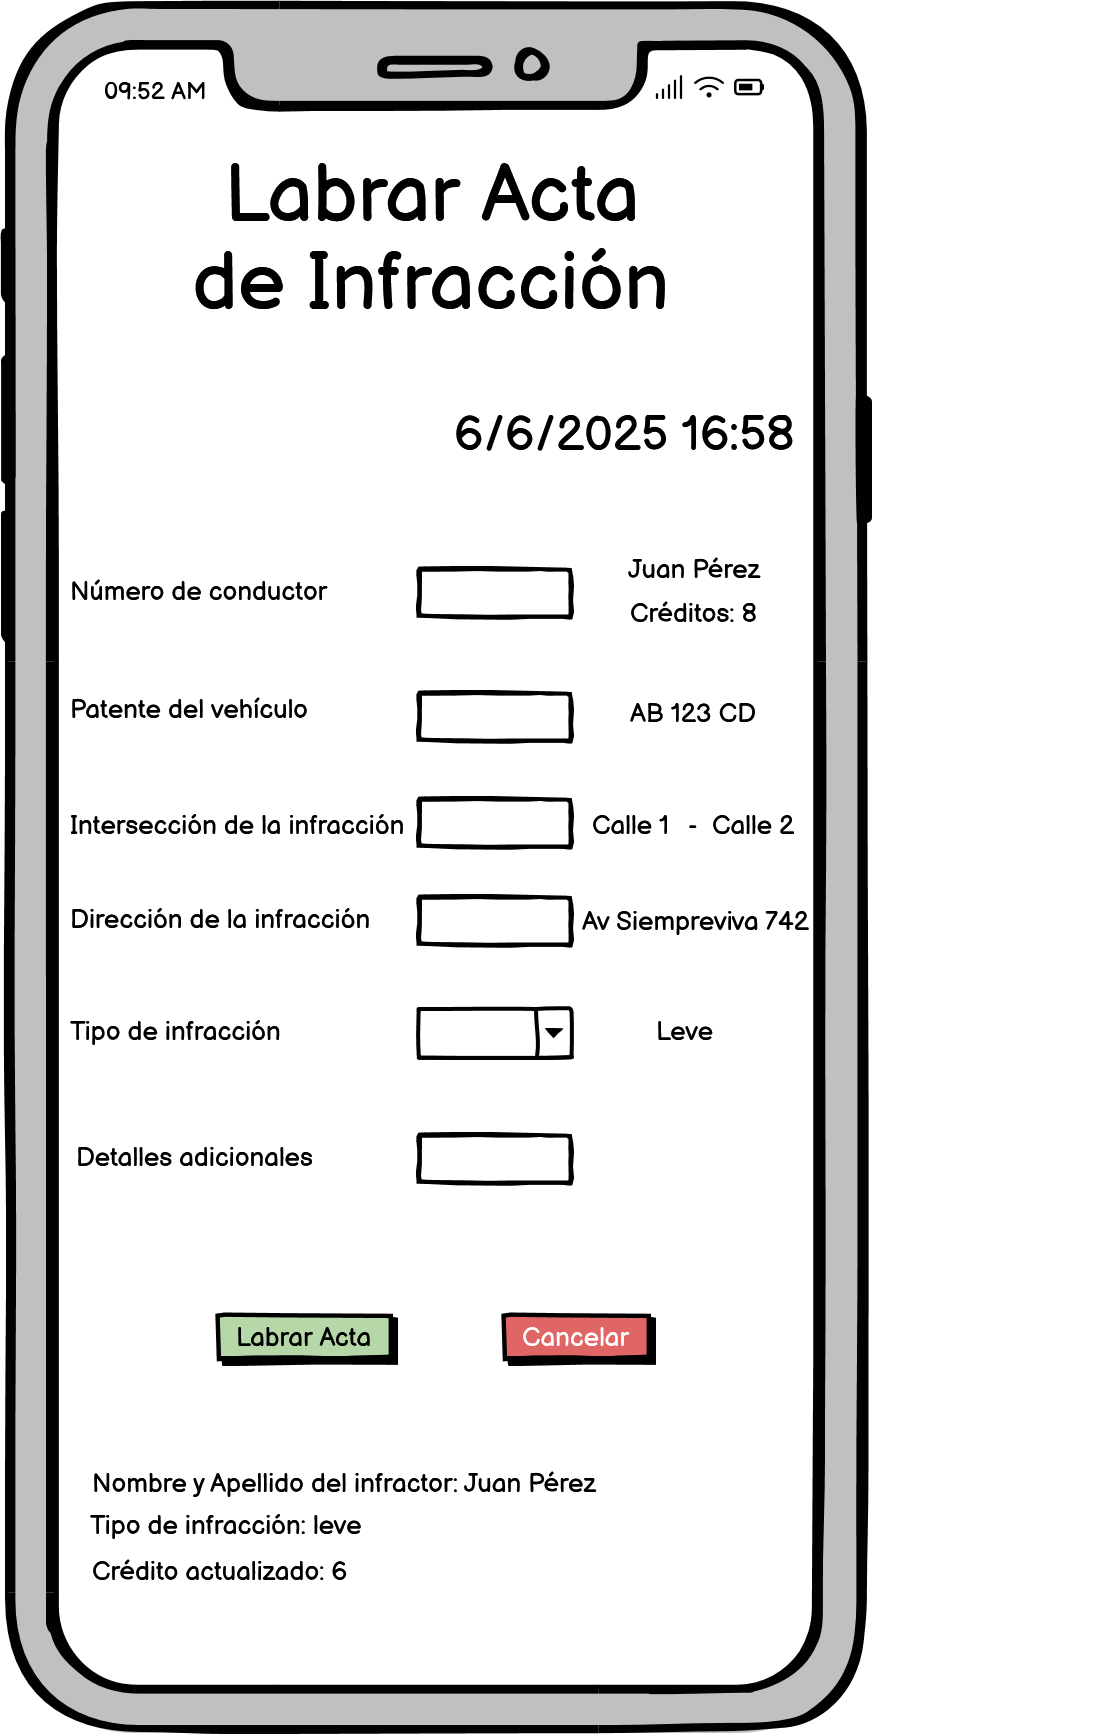 09:52 AM
Labrar Acta
de Infracción
6/6/2025 16:58
Número de conductor
Juan Pérez
Créditos: 8
Patente del vehículo
AB 123 CD
Intersección de la infracción
Calle 1 - Calle 2
Dirección de la infracción
Av Siempreviva 742
Tipo de infracción
Leve
Detalles adicionales
Labrar Acta
Cancelar
Nombre y Apellido del infractor: Juan Pérez
Tipo de infracción: leve
Crédito actualizado: 6